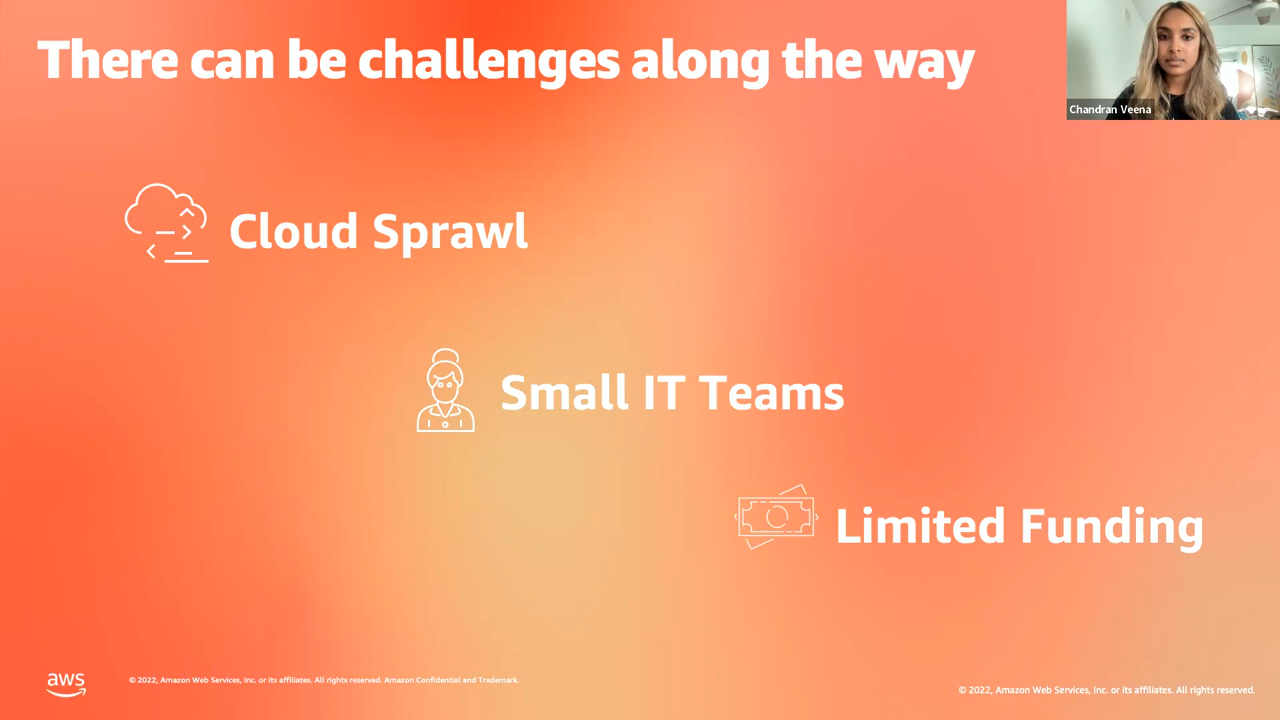 There can be challenges along the way
Chandran Veena
Cloud Sprawl
Small IT Teams
Limited Funding
aws
© 2022, Amazon Web Services, Inc. or its affiliates. All rights reserved. Amazon Confidential and Trademark.
© 2022, Amazon Web Services, Inc. or its affiliates. All rights reserved.